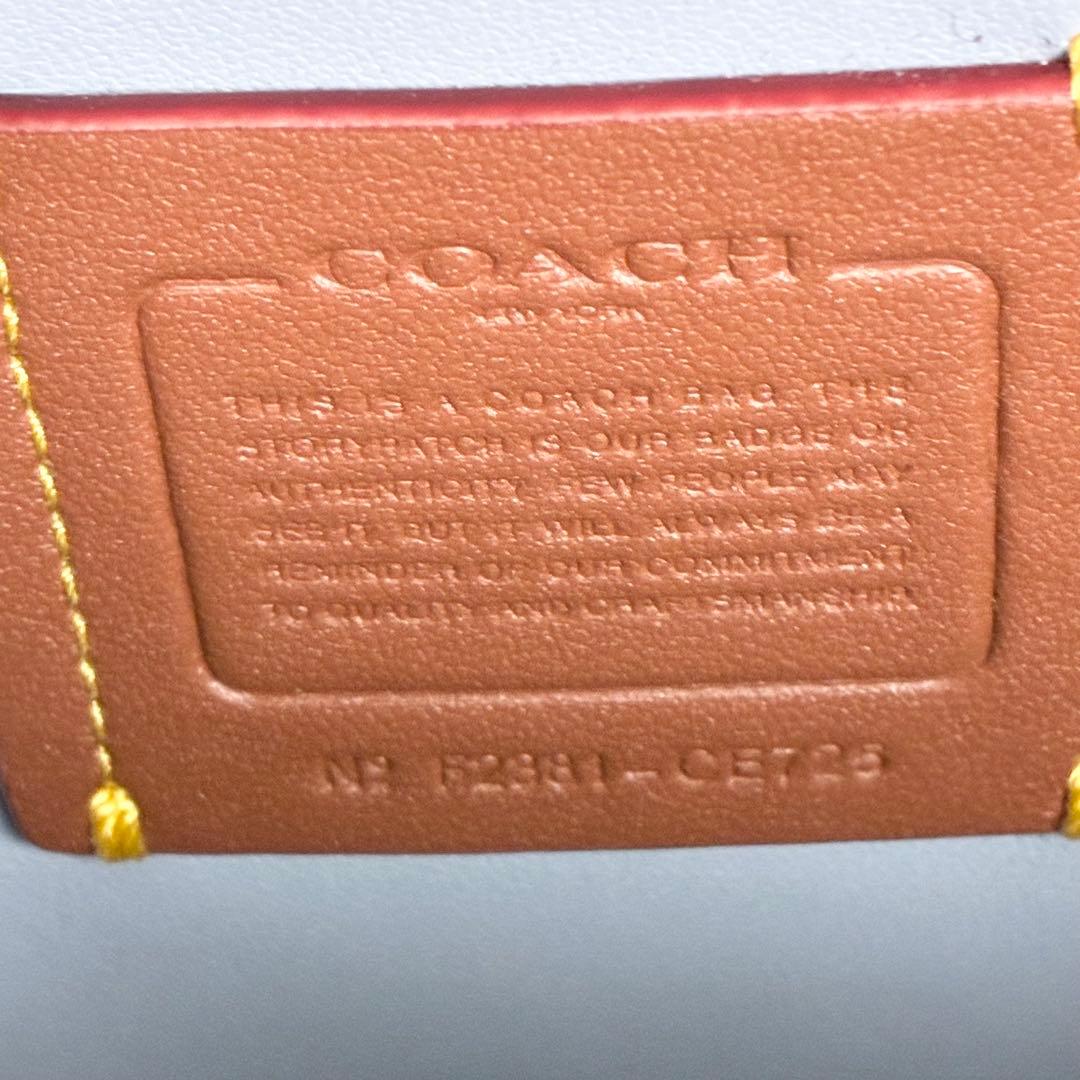 COACH
NEW YORK
THIS IS A COACH BAG. THE
STORYPATCH IS OUR BADGE OF
AUTHENTICITY. FEW PEOPLE MAY
SEE IT, BUT IT WILL ALWAYS BE A
REMINDER OF OUR COMMITMENT
TO QUALITY AND CRAFTSMANSHIP.
Nº F2381-CE725